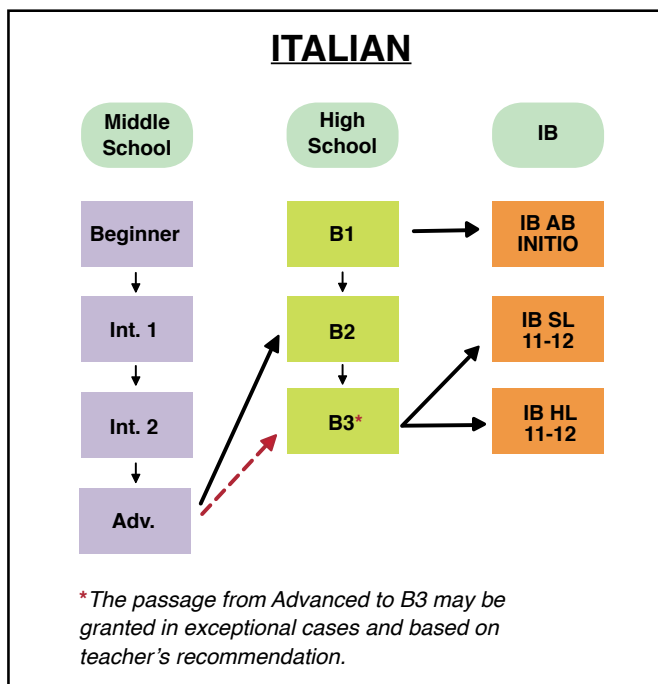 ITALIAN
Middle
School
High
School
IB
Beginner
B1
IB AB
INITIO
Int. 1
B2
IB SL
11-12
Int. 2
B3*
IB HL
11-12
Adv.
*The passage from Advanced to B3 may be
granted in exceptional cases and based on
teacher’s recommendation.